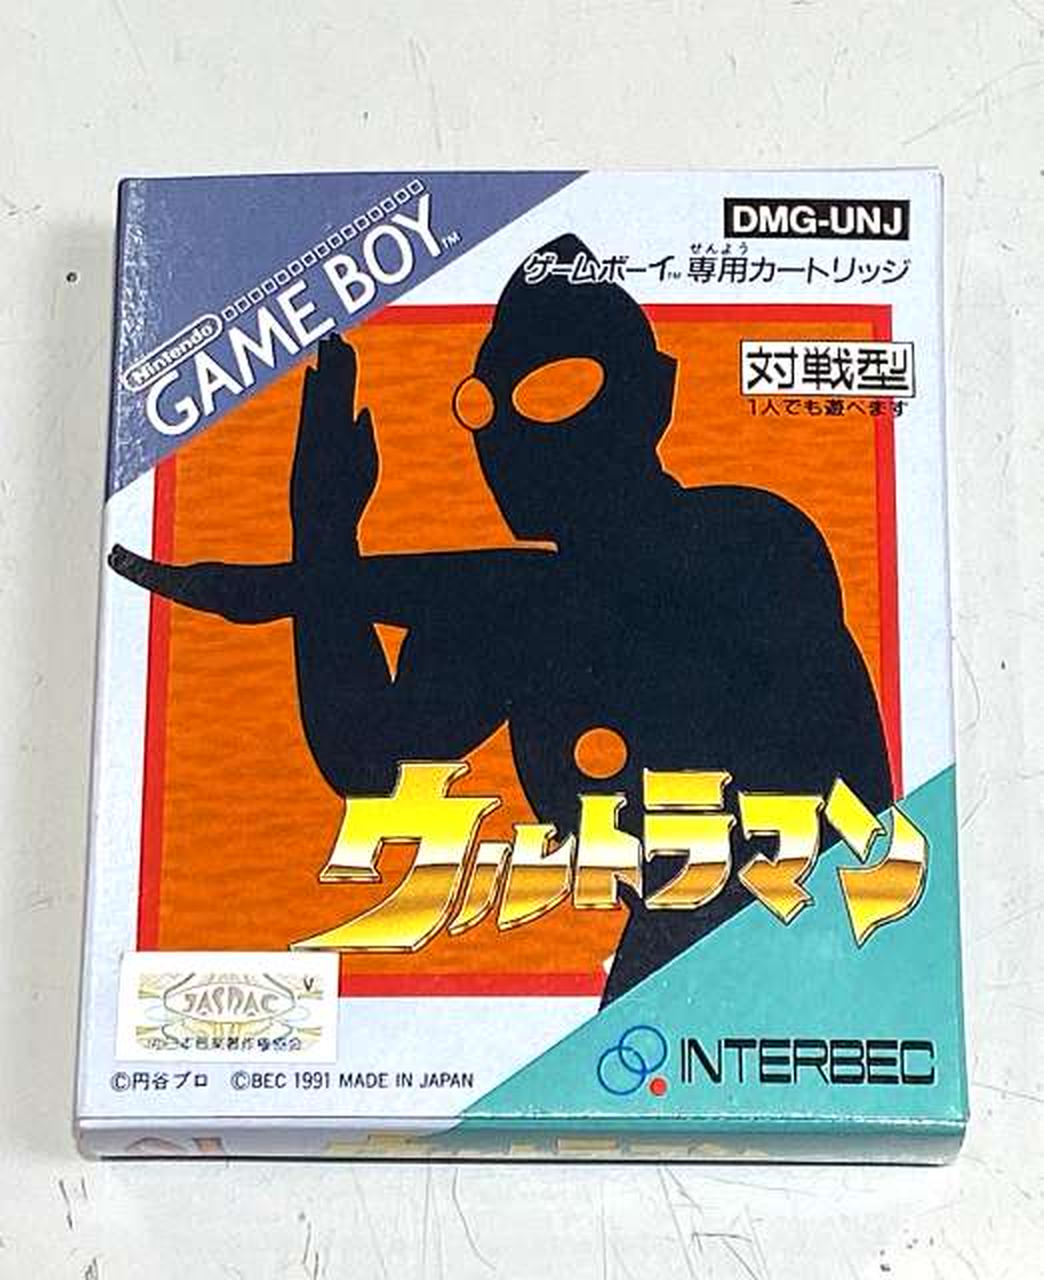 Nintendo
GAME BOY™
DMG-UNJ
せんよう
ゲームボーイ™専用カートリッジ
対戦型
1人でも遊べます
ウルトラマン
JASRAC
V
©円谷プロ ©BEC 1991 MADE IN JAPAN
INTERBEC